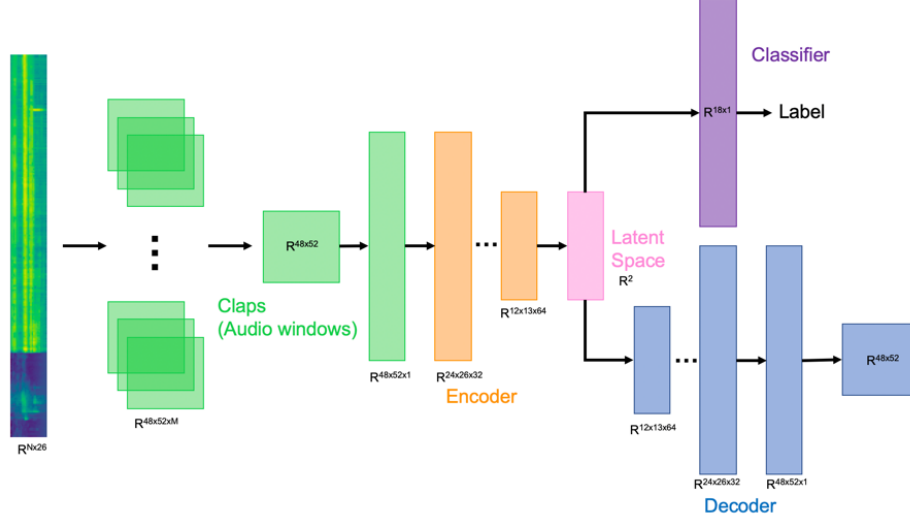 Classifier
R18x1
Label
R48x52
Latent
Space
R2
Claps
(Audio windows)
R12x13x64
R48x52
R48x52x1
R24x26x32
Encoder
R48x52xM
R12x13x64
RNx26
R24x26x32
R48x52x1
Decoder